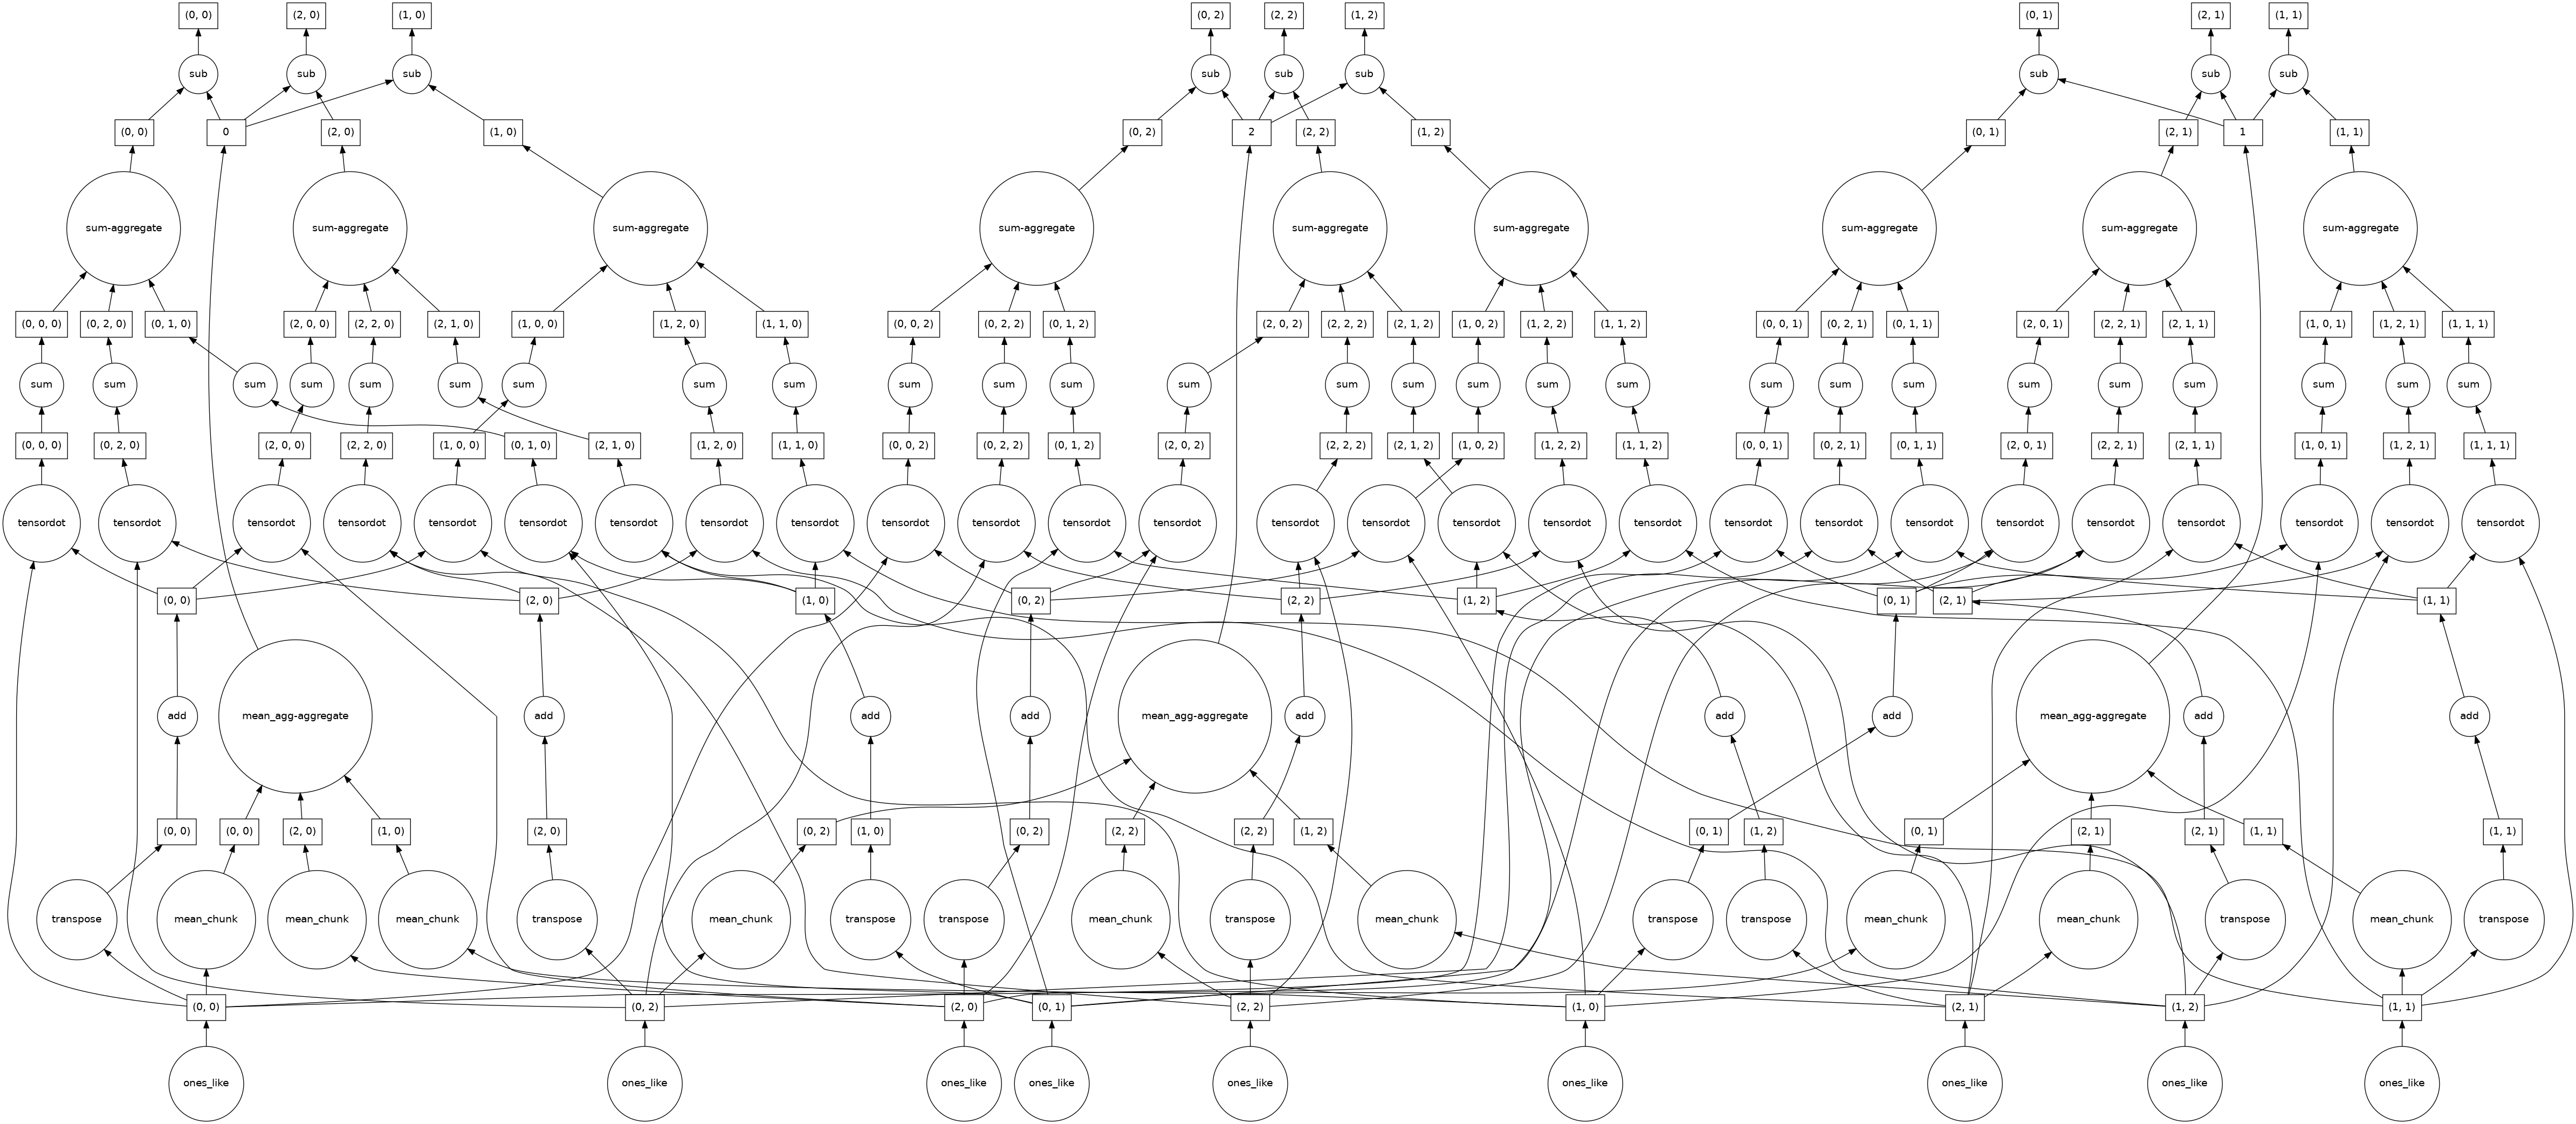 (0, 0) (2, 0) (1, 0) (0, 2) (2, 2) (1, 2) (0, 1) (2, 1) (1, 1)
sub sub sub sub sub sub sub sub sub
(0, 0) 0 (2, 0) (1, 0) (0, 2) 2 (2, 2) (1, 2) (0, 1) (2, 1) 1 (1, 1)
sum-aggregate sum-aggregate sum-aggregate sum-aggregate sum-aggregate sum-aggregate sum-aggregate sum-aggregate sum-aggregate
(0, 0, 0) (0, 2, 0) (0, 1, 0) (2, 0, 0) (2, 2, 0) (2, 1, 0) (1, 0, 0) (1, 2, 0) (1, 1, 0) (0, 0, 2) (0, 2, 2) (0, 1, 2) (2, 0, 2) (2, 2, 2) (2, 1, 2) (1, 0, 2) (1, 2, 2) (1, 1, 2) (0, 0, 1) (0, 2, 1) (0, 1, 1) (2, 0, 1) (2, 2, 1) (2, 1, 1) (1, 0, 1) (1, 2, 1) (1, 1, 1)
sum sum sum sum sum sum sum sum sum sum sum sum sum sum sum sum sum sum sum sum sum sum sum sum sum sum sum
(0, 0, 0) (0, 2, 0) (2, 0, 0) (2, 2, 0) (1, 0, 0) (0, 1, 0) (2, 1, 0) (1, 2, 0) (1, 1, 0) (0, 0, 2) (0, 2, 2) (0, 1, 2) (2, 0, 2) (2, 2, 2) (2, 1, 2) (1, 0, 2) (1, 2, 2) (1, 1, 2) (0, 0, 1) (0, 2, 1) (0, 1, 1) (2, 0, 1) (2, 2, 1) (2, 1, 1) (1, 0, 1) (1, 2, 1) (1, 1, 1)
tensordot tensordot tensordot tensordot tensordot tensordot tensordot tensordot tensordot tensordot tensordot tensordot tensordot tensordot tensordot tensordot tensordot tensordot tensordot tensordot tensordot tensordot tensordot tensordot tensordot tensordot tensordot
(0, 0) (2, 0) (1, 0) (0, 2) (2, 2) (1, 2) (0, 1) (2, 1) (1, 1)
add mean_agg-aggregate add add add mean_agg-aggregate add add add mean_agg-aggregate add add
(0, 0) (0, 0) (2, 0) (1, 0) (2, 0) (0, 2) (1, 0) (0, 2) (2, 2) (2, 2) (1, 2) (0, 1) (1, 2) (0, 1) (2, 1) (2, 1) (1, 1) (1, 1)
transpose mean_chunk mean_chunk mean_chunk transpose mean_chunk transpose transpose mean_chunk transpose mean_chunk transpose transpose mean_chunk mean_chunk transpose mean_chunk transpose
(0, 0) (0, 2) (2, 0) (0, 1) (2, 2) (1, 0) (2, 1) (1, 2) (1, 1)
ones_like ones_like ones_like ones_like ones_like ones_like ones_like ones_like ones_like